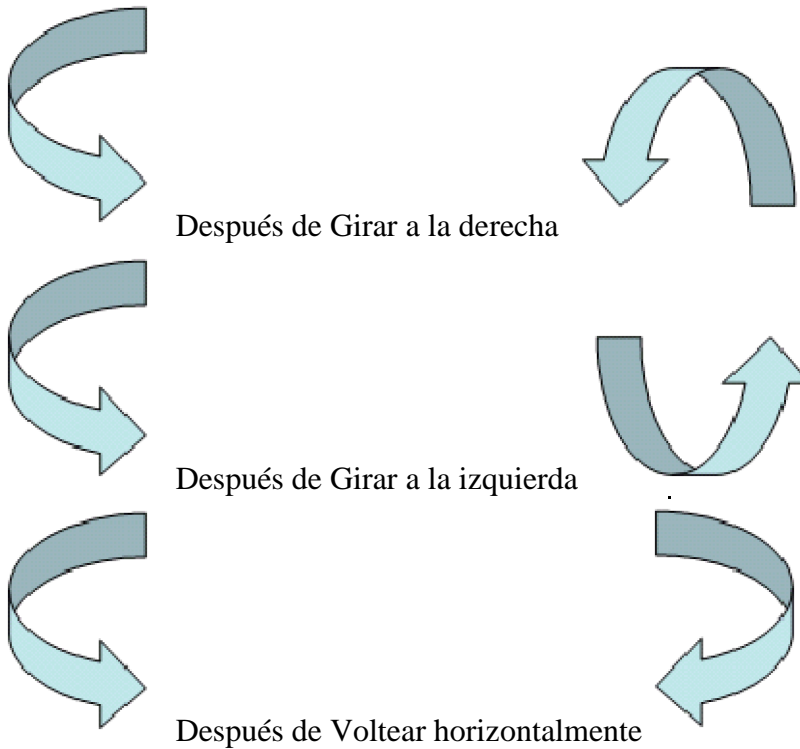 Después de Girar a la derecha
Después de Girar a la izquierda
.
Después de Voltear horizontalmente